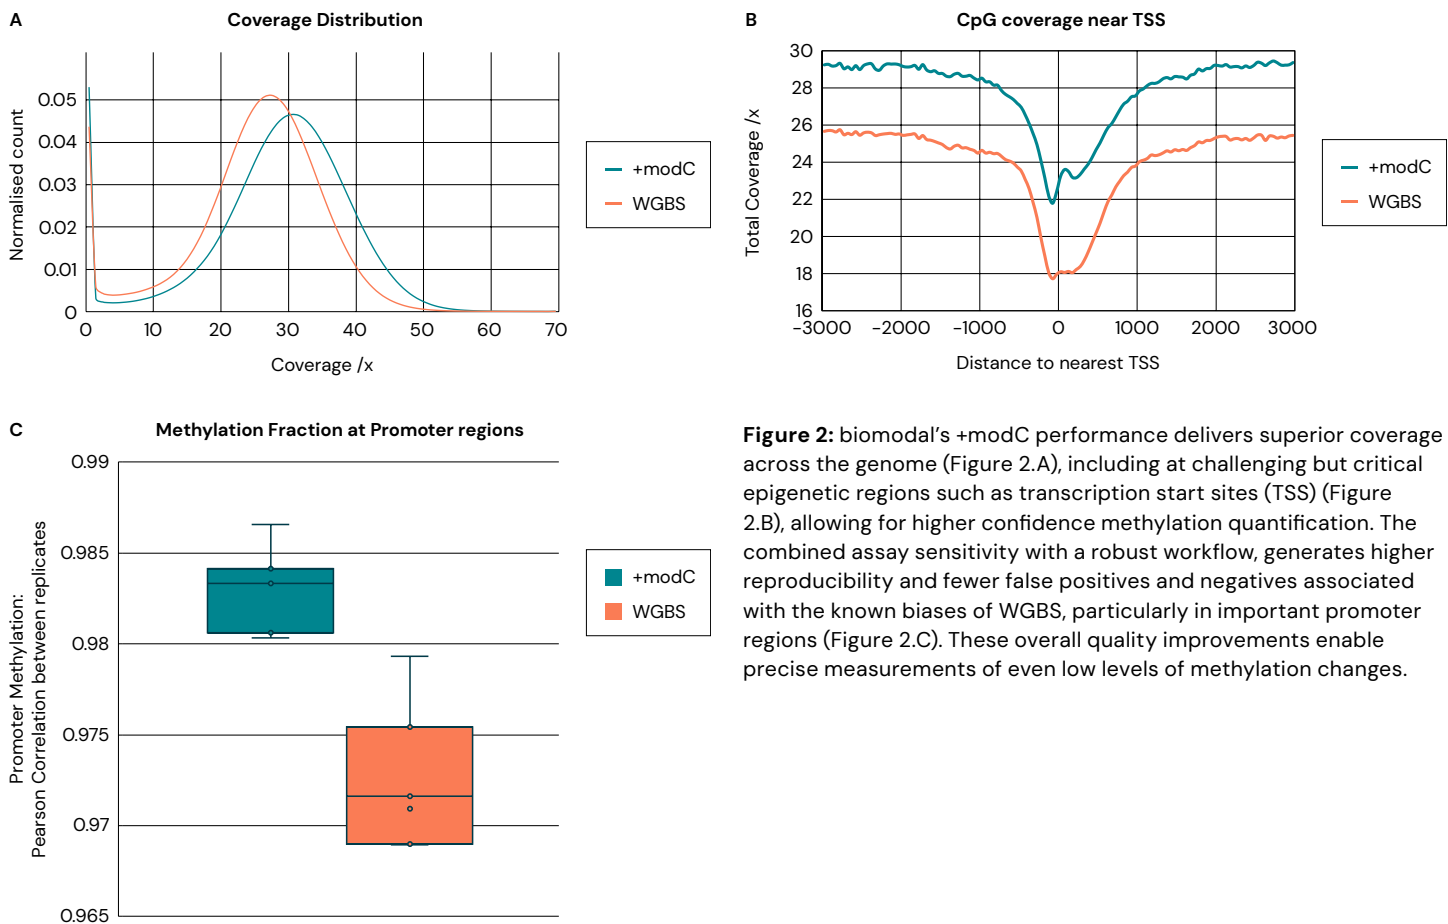 A
Coverage Distribution
Normalised count
0.05
0.04
0.03
0.02
0.01
0
0 10 20 30 40 50 60 70
Coverage /x
+modC
WGBS
B
CpG coverage near TSS
Total Coverage /x
30
28
26
24
22
20
18
16
-3000 -2000 -1000 0 1000 2000 3000
Distance to nearest TSS
+modC
WGBS
C
Methylation Fraction at Promoter regions
Promoter Methylation:
Pearson Correlation between replicates
0.99
0.985
0.98
0.975
0.97
0.965
+modC
WGBS
Figure 2: biomodal’s +modC performance delivers superior coverage
across the genome (Figure 2.A), including at challenging but critical
epigenetic regions such as transcription start sites (TSS) (Figure
2.B), allowing for higher confidence methylation quantification. The
combined assay sensitivity with a robust workflow, generates higher
reproducibility and fewer false positives and negatives associated
with the known biases of WGBS, particularly in important promoter
regions (Figure 2.C). These overall quality improvements enable
precise measurements of even low levels of methylation changes.